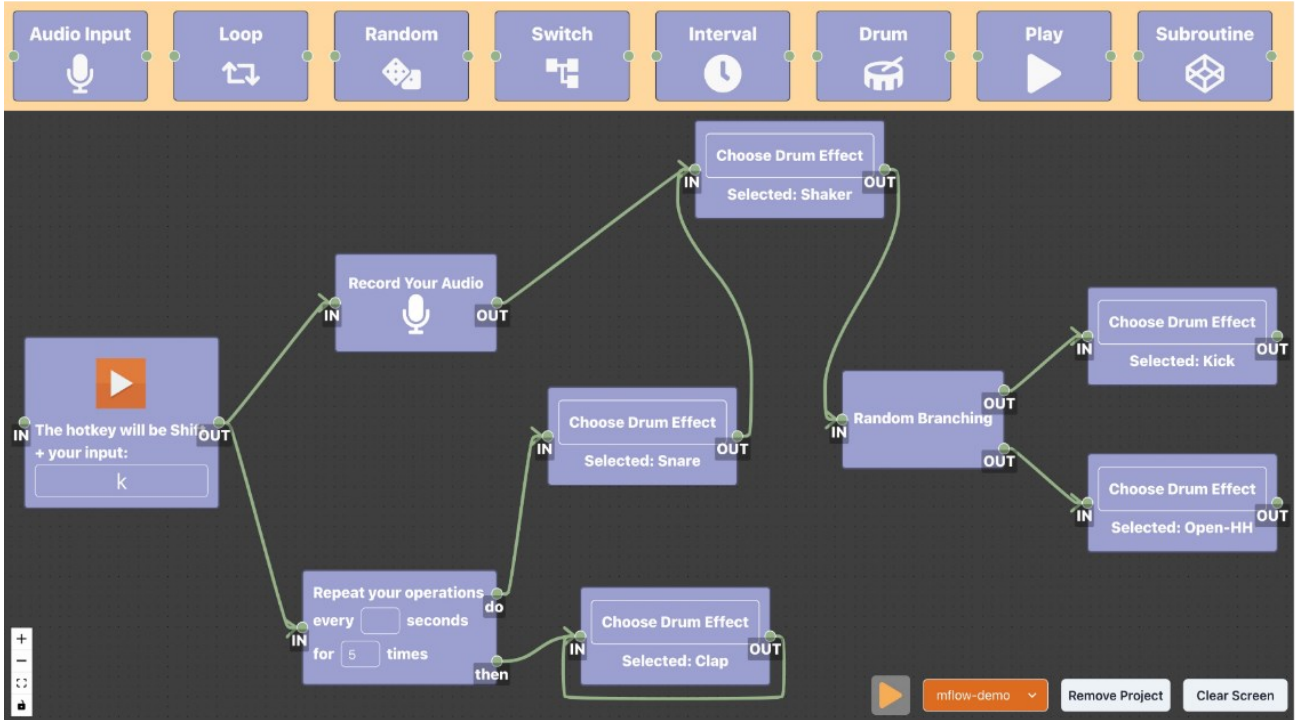 Audio Input
Loop
Random
Switch
Interval
Drum
Play
Subroutine
Choose Drum Effect
IN
OUT
Selected: Shaker
Record Your Audio
IN
OUT
Choose Drum Effect
IN
OUT
Selected: Kick
IN
The hotkey will be Shif
OUT
+ your input:
k
Choose Drum Effect
IN
OUT
Selected: Snare
IN
Random Branching
OUT
OUT
Choose Drum Effect
IN
OUT
Selected: Open-HH
Repeat your operations
do
every
seconds
IN
for 5 times
then
Choose Drum Effect
IN
OUT
Selected: Clap
mflow-demo
Remove Project
Clear Screen